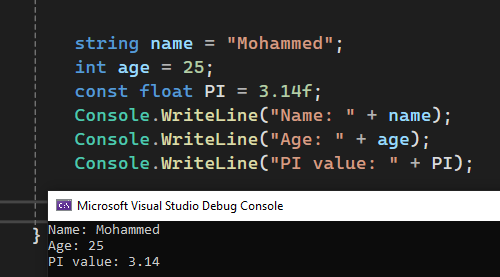 string name = "Mohammed";
int age = 25;
const float PI = 3.14f;
Console.WriteLine("Name: " + name);
Console.WriteLine("Age: " + age);
Console.WriteLine("PI value: " + PI);
C:\
Microsoft Visual Studio Debug Console
}
Name: Mohammed
Age: 25
PI value: 3.14